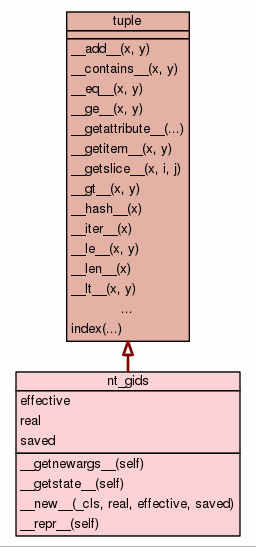 tuple
__add__(x, y)
__contains__(x, y)
__eq__(x, y)
__ge__(x, y)
__getattribute__(...)
__getitem__(x, y)
__getslice__(x, i, j)
__gt__(x, y)
__hash__(x)
__iter__(x)
__le__(x, y)
__len__(x)
__lt__(x, y)
...
index(...)
nt_gids
effective
real
saved
__getnewargs__(self)
__getstate__(self)
__new__(_cls, real, effective, saved)
__repr__(self)